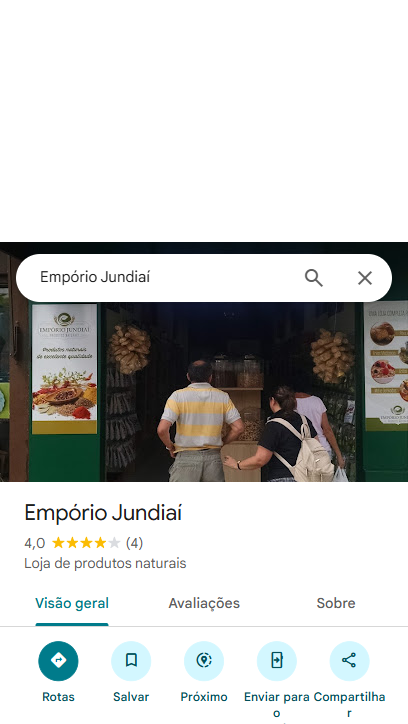 Empório Jundiaí
EMPÓRIO JUNDIAÍ
Produtos naturais
de excelente qualidade
Empório Jundiaí
4,0 (4)
Loja de produtos naturais
Visão geral
Avaliações
Sobre
Rotas
Salvar
Próximo
Enviar para
o
Compartilha
r